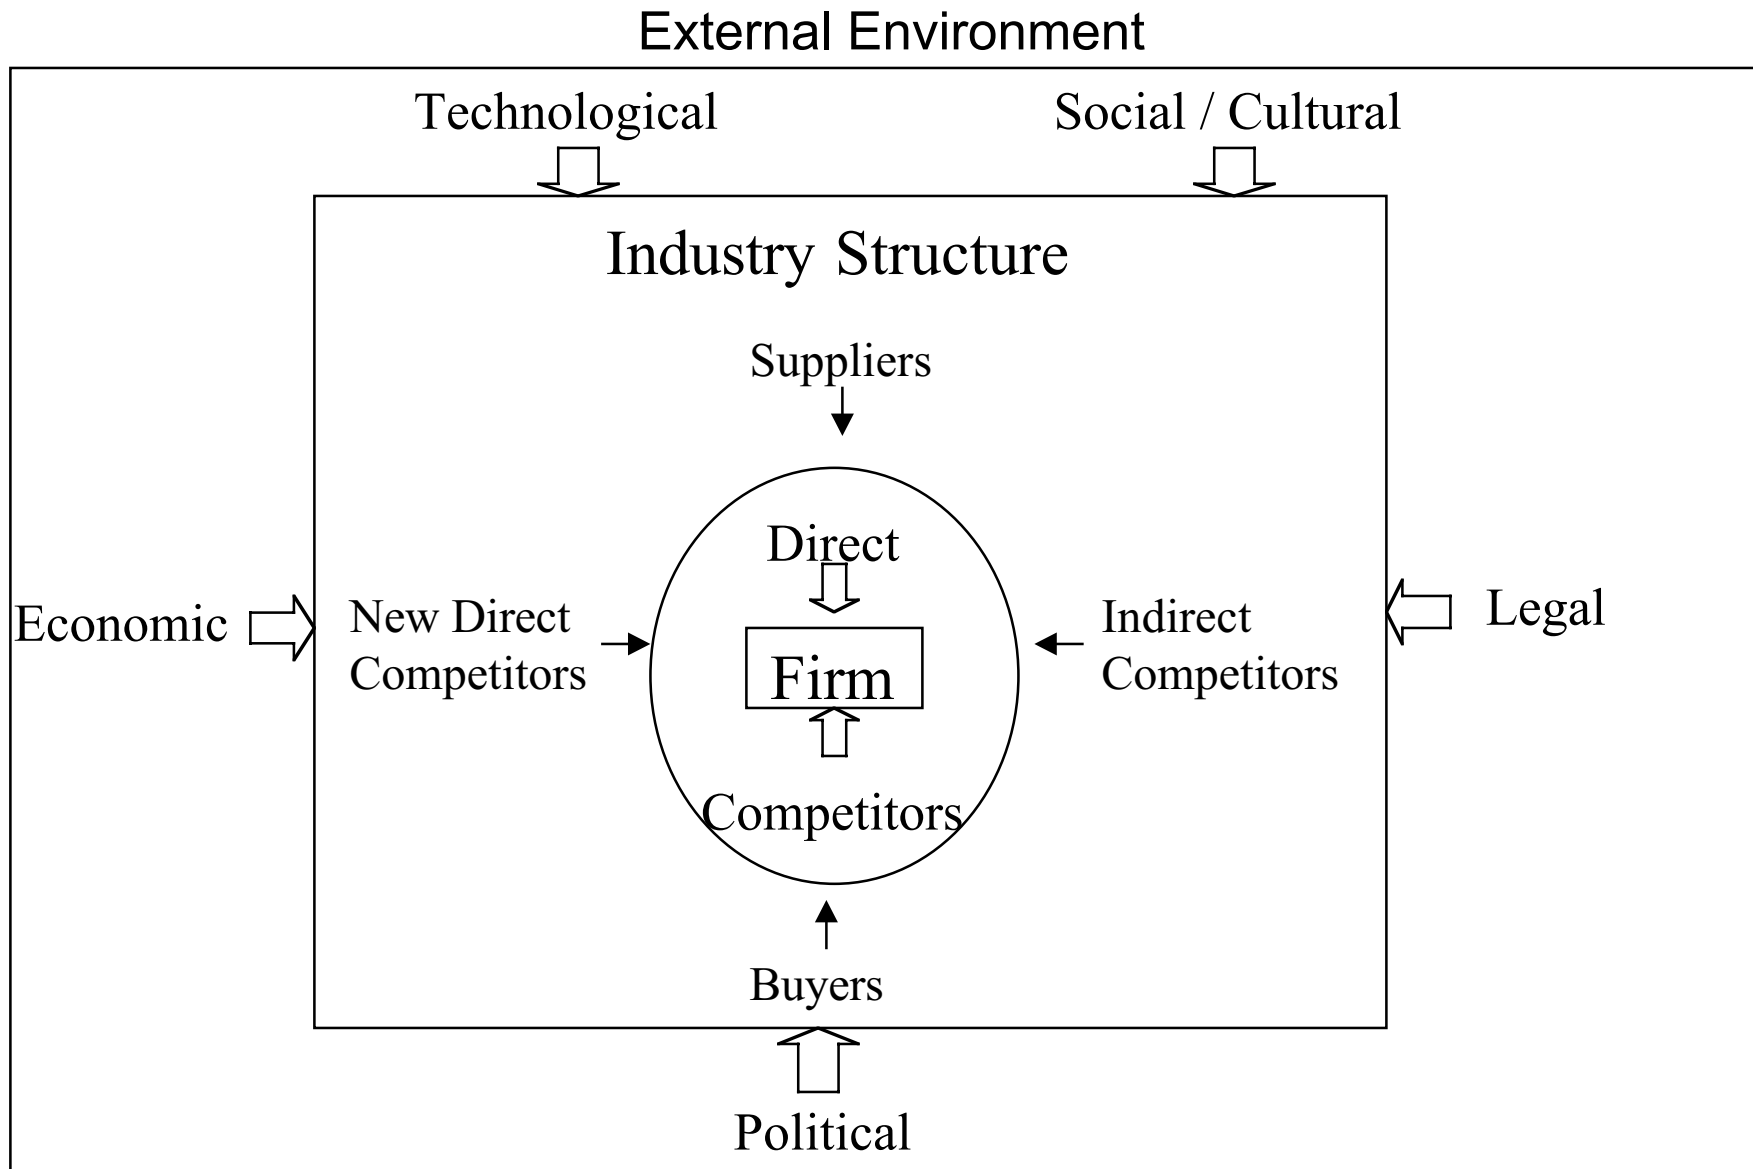 External Environment
Technological
Social / Cultural
Industry Structure
Suppliers
Direct
Economic
New Direct
Competitors
Firm
Indirect
Competitors
Legal
Competitors
Buyers
Political